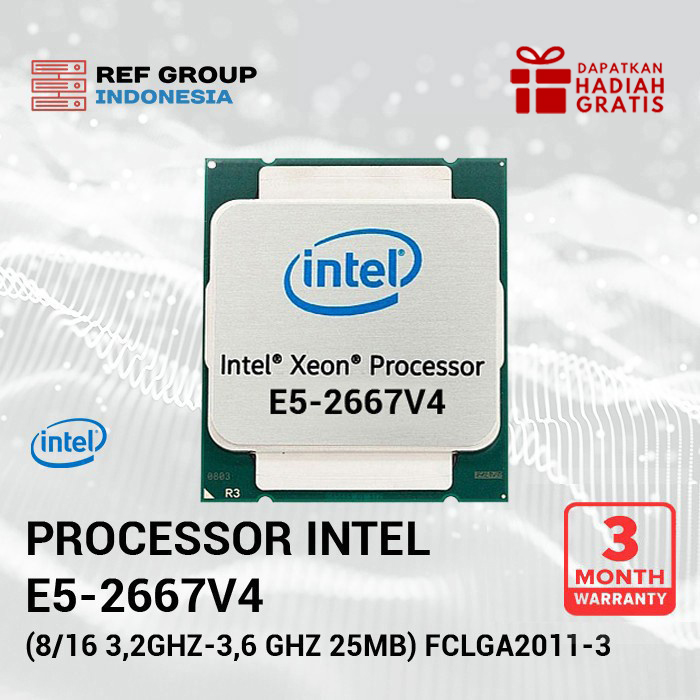 REF GROUP
INDONESIA
DAPATKAN
HADIAH
GRATIS
intel®
Intel® Xeon® Processor
E5-2667V4
0803
R3
intel®
PROCESSOR INTEL
E5-2667V4
(8/16 3,2GHZ-3,6 GHZ 25MB) FCLGA2011-3
3
MONTH
WARRANTY